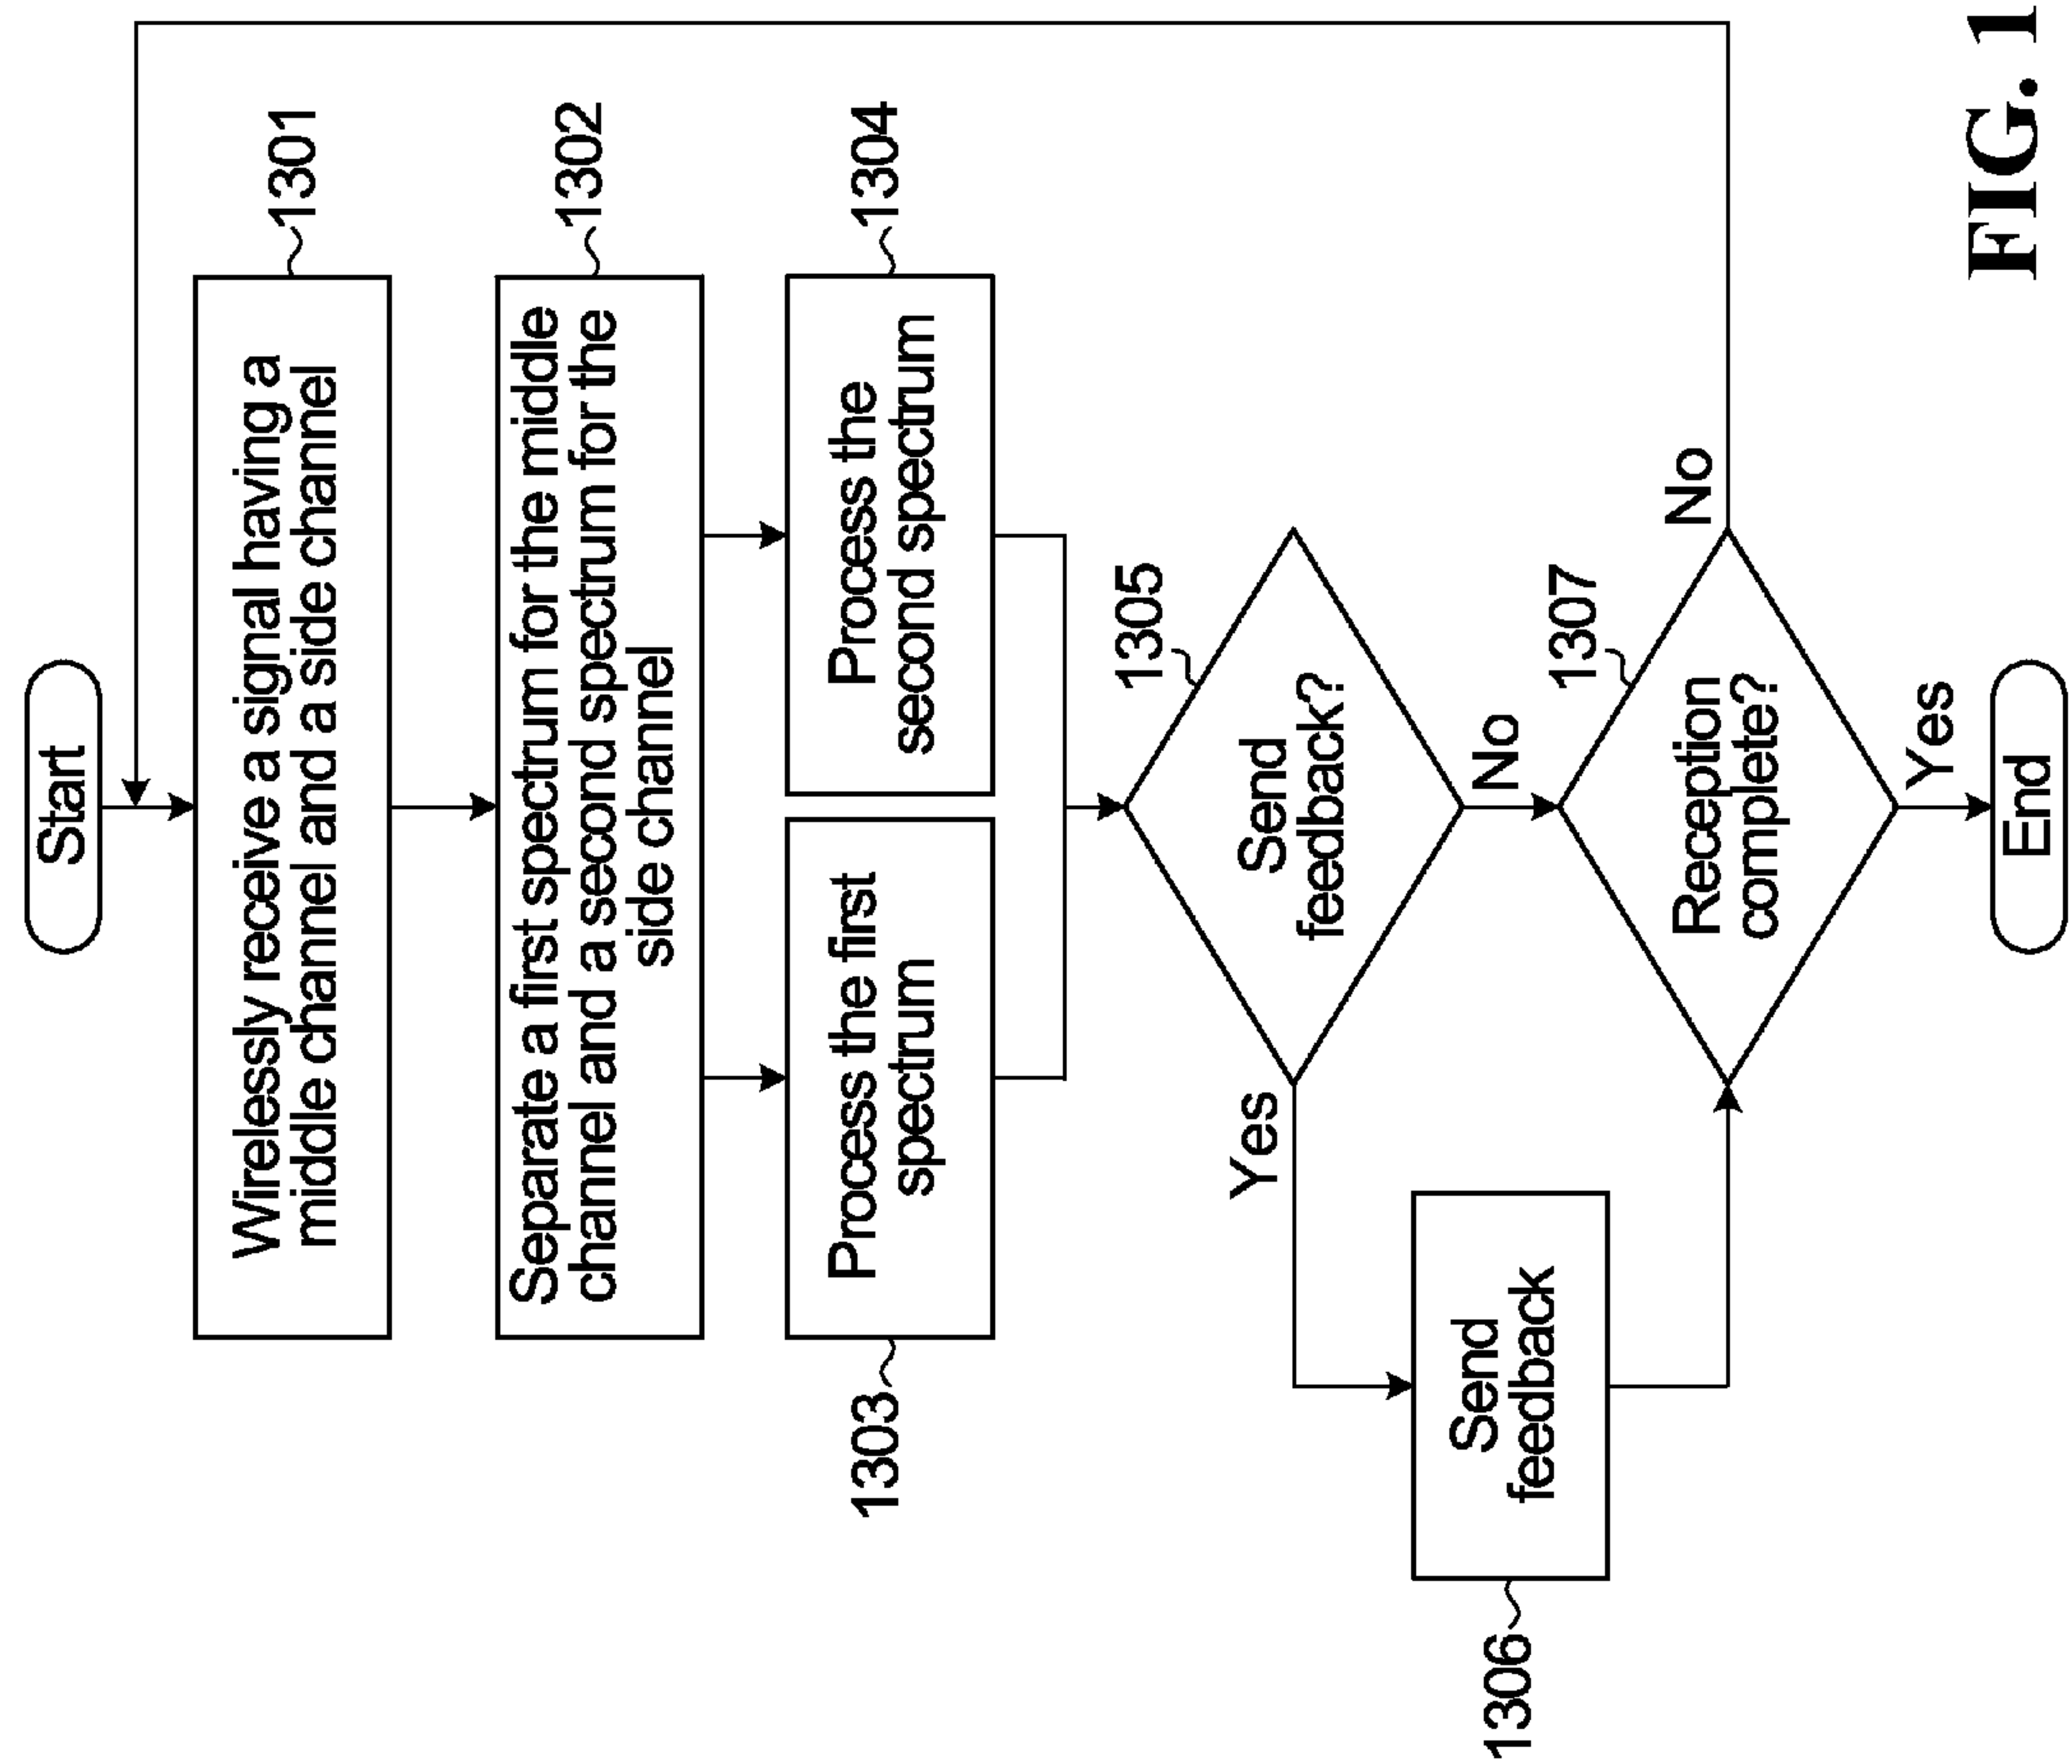 Start
Wirelessly receive a signal having a
middle channel and a side channel
1301
Separate a first spectrum for the middle
channel and a second spectrum for the
side channel
1302
1303
Process the first
spectrum
Process the
second spectrum
1304
1305
Send
feedback?
Yes
No
Send
feedback
1306
1307
Reception
complete?
No
Yes
End
FIG. 1